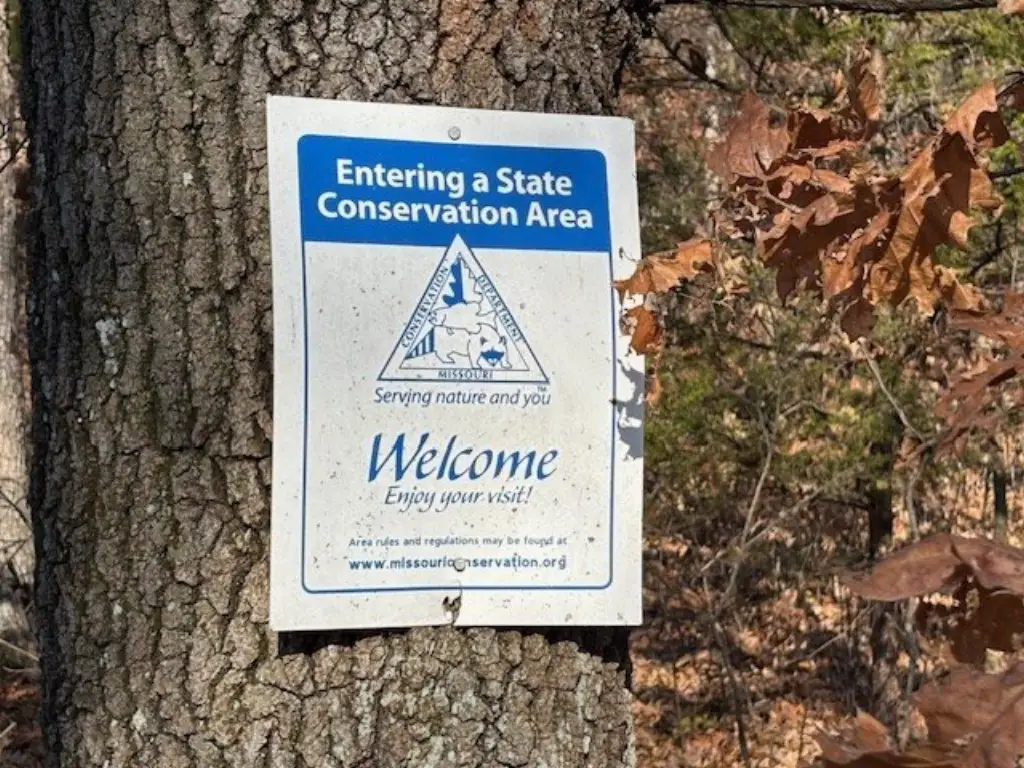 Entering a State
Conservation Area
CONSERVATION DEPARTMENT
MISSOURI
TM
Serving nature and you
Welcome
Enjoy your visit!
Area rules and regulations may be found at
www.missouriconservation.org